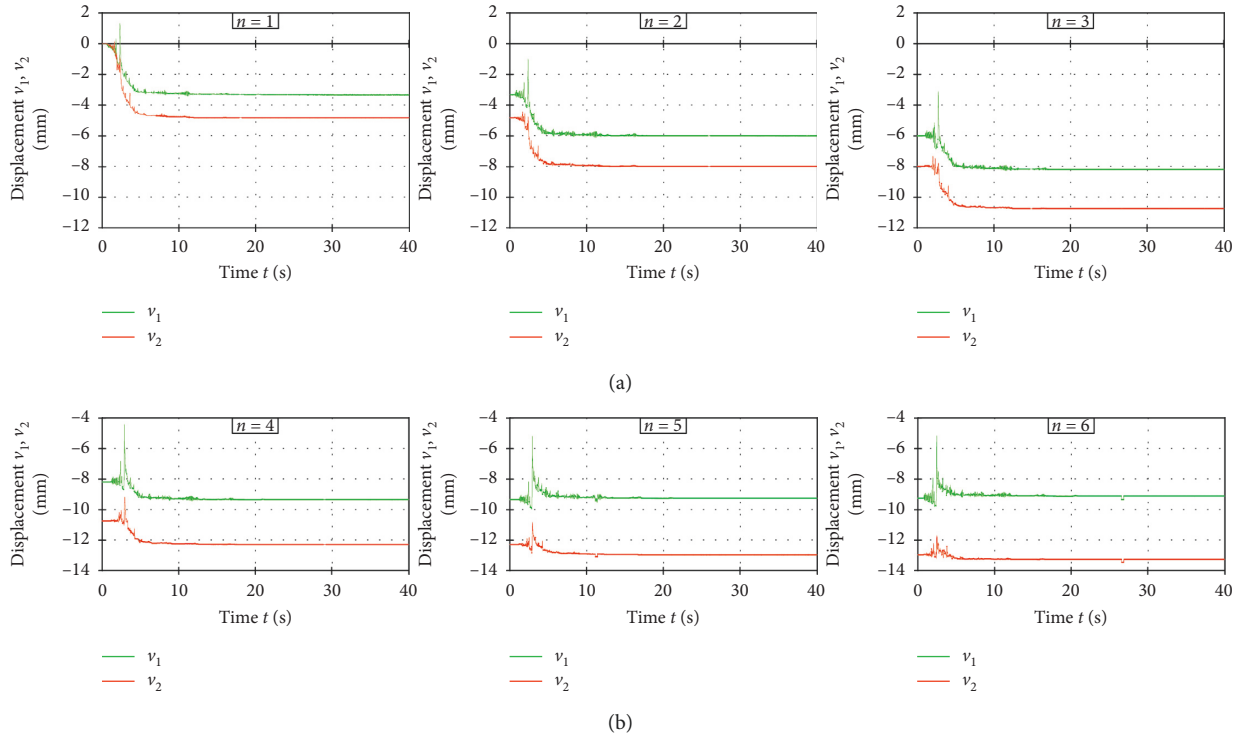 Displacement v1, v2
(mm)
2
0
−2
−4
−6
−8
−10
−12
n = 1
0
10
20
30
40
Time t (s)
v1
v2
Displacement v1, v2
(mm)
2
0
−2
−4
−6
−8
−10
−12
n = 2
0
10
20
30
40
Time t (s)
v1
v2
Displacement v1, v2
(mm)
2
0
−2
−4
−6
−8
−10
−12
n = 3
0
10
20
30
40
Time t (s)
v1
v2
(a)
Displacement v1, v2
(mm)
−4
−6
−8
−10
−12
−14
n = 4
0
10
20
30
40
Time t (s)
v1
v2
Displacement v1, v2
(mm)
−4
−6
−8
−10
−12
−14
n = 5
0
10
20
30
40
Time t (s)
v1
v2
Displacement v1, v2
(mm)
−4
−6
−8
−10
−12
−14
n = 6
0
10
20
30
40
Time t (s)
v1
v2
(b)